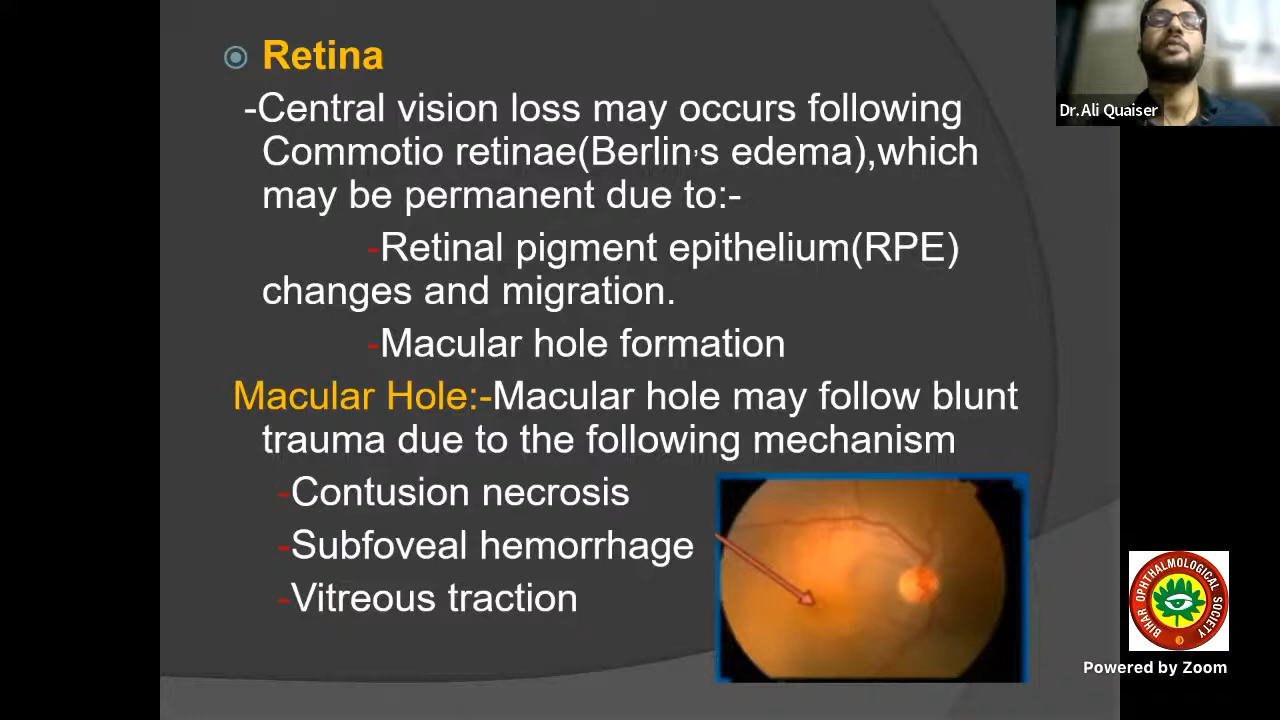 Retina
-Central vision loss may occurs following
Commotio retinae(Berlin,s edema),which
may be permanent due to:-
-Retinal pigment epithelium(RPE)
changes and migration.
-Macular hole formation
Macular Hole:-Macular hole may follow blunt
trauma due to the following mechanism
-Contusion necrosis
-Subfoveal hemorrhage
-Vitreous traction
Dr.Ali Quaiser
BIHAR OPHTHALMOLOGICAL SOCIETY
Powered by Zoom